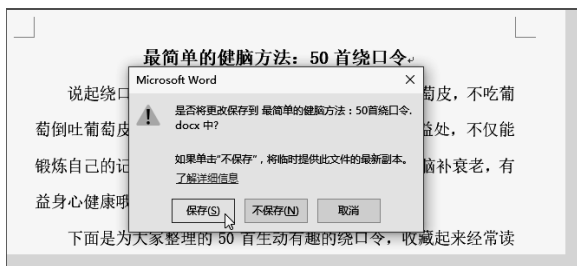 最简单的健脑方法：50 首绕口令
Microsoft Word
是否将更改保存到 最简单的健脑方法：50首绕口令.
docx 中?
如果单击"不保存"，将临时提供此文件的最新副本。
了解详细信息
保存(S) 不保存(N) 取消
说起绕口 萄皮，不吃葡
萄倒吐葡萄皮 益处，不仅能
锻炼自己的记 脑补衰老，有
益身心健康哦
下面是为大家整理的 50 首生动有趣的绕口令，收藏起来经常读